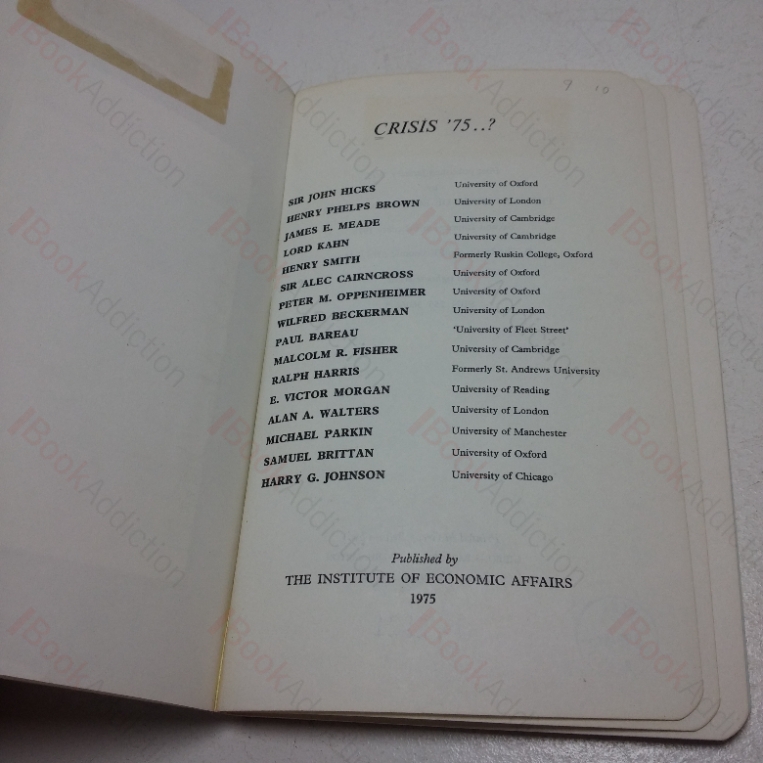 9 10
CRISIS '75..?
SIR JOHN HICKS University of Oxford
HENRY PHELPS BROWN University of London
JAMES E. MEADE University of Cambridge
LORD KAHN University of Cambridge
HENRY SMITH Formerly Ruskin College, Oxford
SIR ALEC CAIRNCROSS University of Oxford
PETER M. OPPENHEIMER University of Oxford
WILFRED BECKERMAN University of London
PAUL BAREAU 'University of Fleet Street'
MALCOLM R. FISHER University of Cambridge
RALPH HARRIS Formerly St. Andrews University
E. VICTOR MORGAN University of Reading
ALAN A. WALTERS University of London
MICHAEL PARKIN University of Manchester
SAMUEL BRITTAN University of Oxford
HARRY G. JOHNSON University of Chicago
Published by
THE INSTITUTE OF ECONOMIC AFFAIRS
1975
BookAddiction